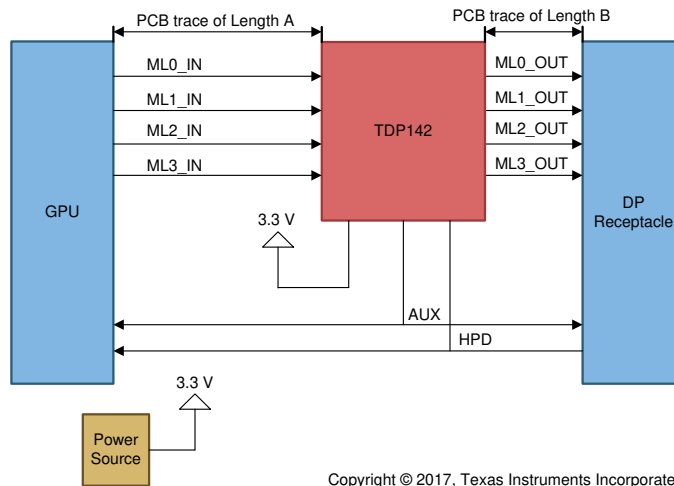 PCB trace of Length A
PCB trace of Length B
ML0_IN
ML0_OUT
ML1_IN
ML1_OUT
ML2_IN
TDP142
ML2_OUT
ML3_IN
ML3_OUT
GPU
DP
Receptacle
3.3 V
AUX
HPD
3.3 V
Power
Source
Copyright © 2017, Texas Instruments Incorporate